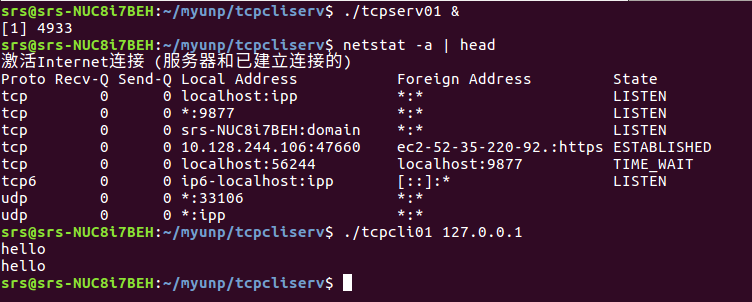 srs@srs-NUC8i7BEH:~/myunp/tcpcliserv$ ./tcpserv01 &
[1] 4933
srs@srs-NUC8i7BEH:~/myunp/tcpcliserv$ netstat -a | head
激活Internet连接 (服务器和已建立连接的)
Proto Recv-Q Send-Q Local Address           Foreign Address         State
tcp        0      0 localhost:ipp           *:*                     LISTEN
tcp        0      0 *:9877                  *:*                     LISTEN
tcp        0      0 srs-NUC8i7BEH:domain    *:*                     LISTEN
tcp        0      0 10.128.244.106:47660    ec2-52-35-220-92.:https ESTABLISHED
tcp        0      0 localhost:56244         localhost:9877          TIME_WAIT
tcp6       0      0 ip6-localhost:ipp       [::]:*                  LISTEN
udp        0      0 *:33106                 *:*
udp        0      0 *:ipp                   *:*
srs@srs-NUC8i7BEH:~/myunp/tcpcliserv$ ./tcpcli01 127.0.0.1
hello
hello
srs@srs-NUC8i7BEH:~/myunp/tcpcliserv$